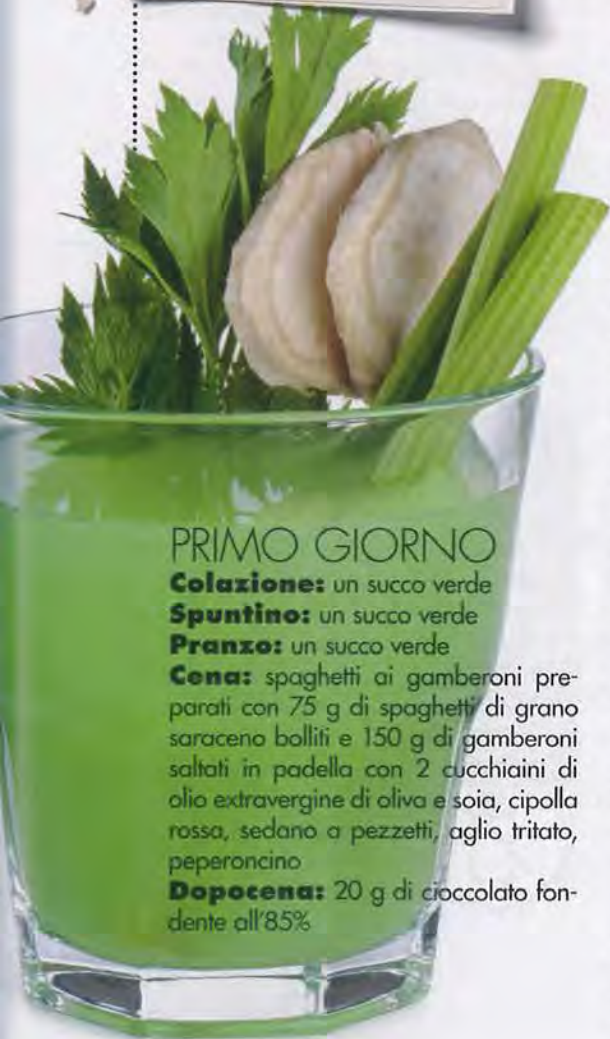 PRIMO GIORNO
Colazione: un succo verde
Spuntino: un succo verde
Pranzo: un succo verde
Cena: spaghetti ai gamberoni pre-
parati con 75 g di spaghetti di grano
saraceno bolliti e 150 g di gamberoni
saltati in padella con 2 cucchiaini di
olio extravergine di oliva e soia, cipolla
rossa, sedano a pezzetti, aglio tritato,
peperoncino
Dopocena: 20 g di cioccolato fon-
dente all'85%